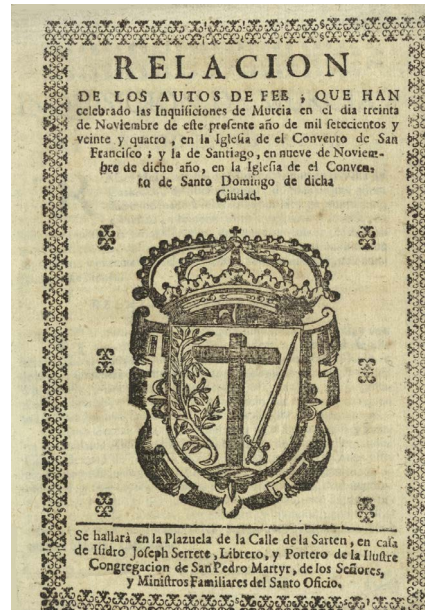 RELACION
DE LOS AUTOS DE FEE ; QUE HAN
celebrado las Inquisiciones de Murcia en el dia treinta
de Noviembre de este presente año de mil setecientos y
veinte y quatro , en la Iglesia de el Convento de San
Francisco ; y la de Santiago , en nueve de Noviem-
bre de dicho año, en la Iglesia de el Conven-
to de Santo Domingo de dicha
Ciudad.
Se hallarà en la Plazuela de la Calle de la Sarten , en casa
de Isidro Joseph Serrete, Librero, y Portero de la Ilustre
Congregacion de San Pedro Martyr, de los Señores,
y Ministros Familiares del Santo Oficio.